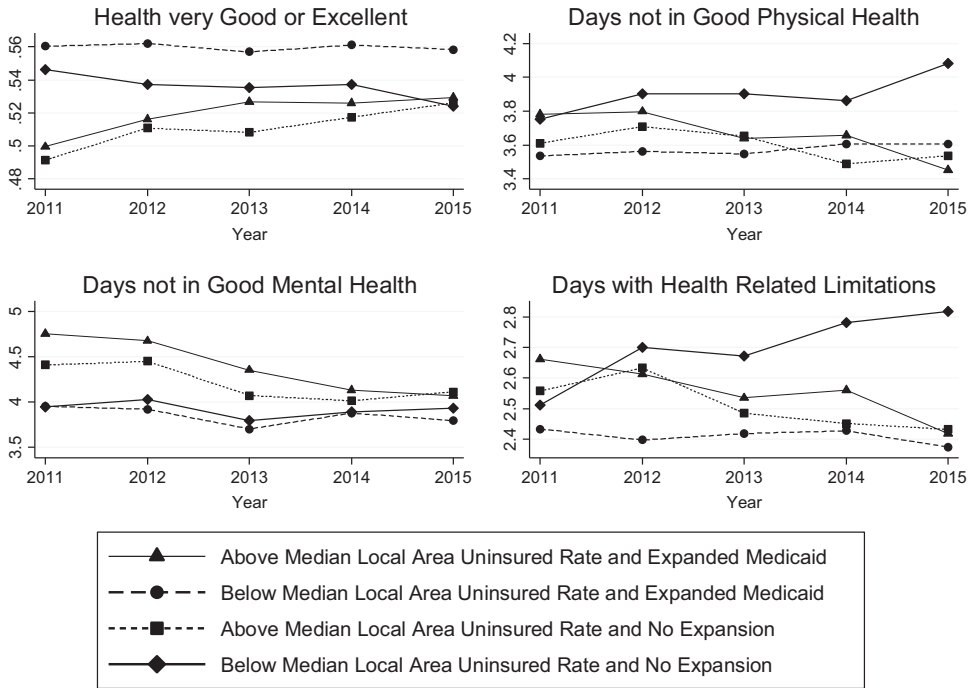 Health very Good or Excellent
.56
.54
.52
.5
.48
2011 2012 2013 2014 2015
Year
Days not in Good Physical Health
4.2
4
3.8
3.6
3.4
2011 2012 2013 2014 2015
Year
Days not in Good Mental Health
5
4.5
4
3.5
2011 2012 2013 2014 2015
Year
Days with Health Related Limitations
2.8
2.7
2.6
2.5
2.4
2011 2012 2013 2014 2015
Year
Above Median Local Area Uninsured Rate and Expanded Medicaid
Below Median Local Area Uninsured Rate and Expanded Medicaid
Above Median Local Area Uninsured Rate and No Expansion
Below Median Local Area Uninsured Rate and No Expansion